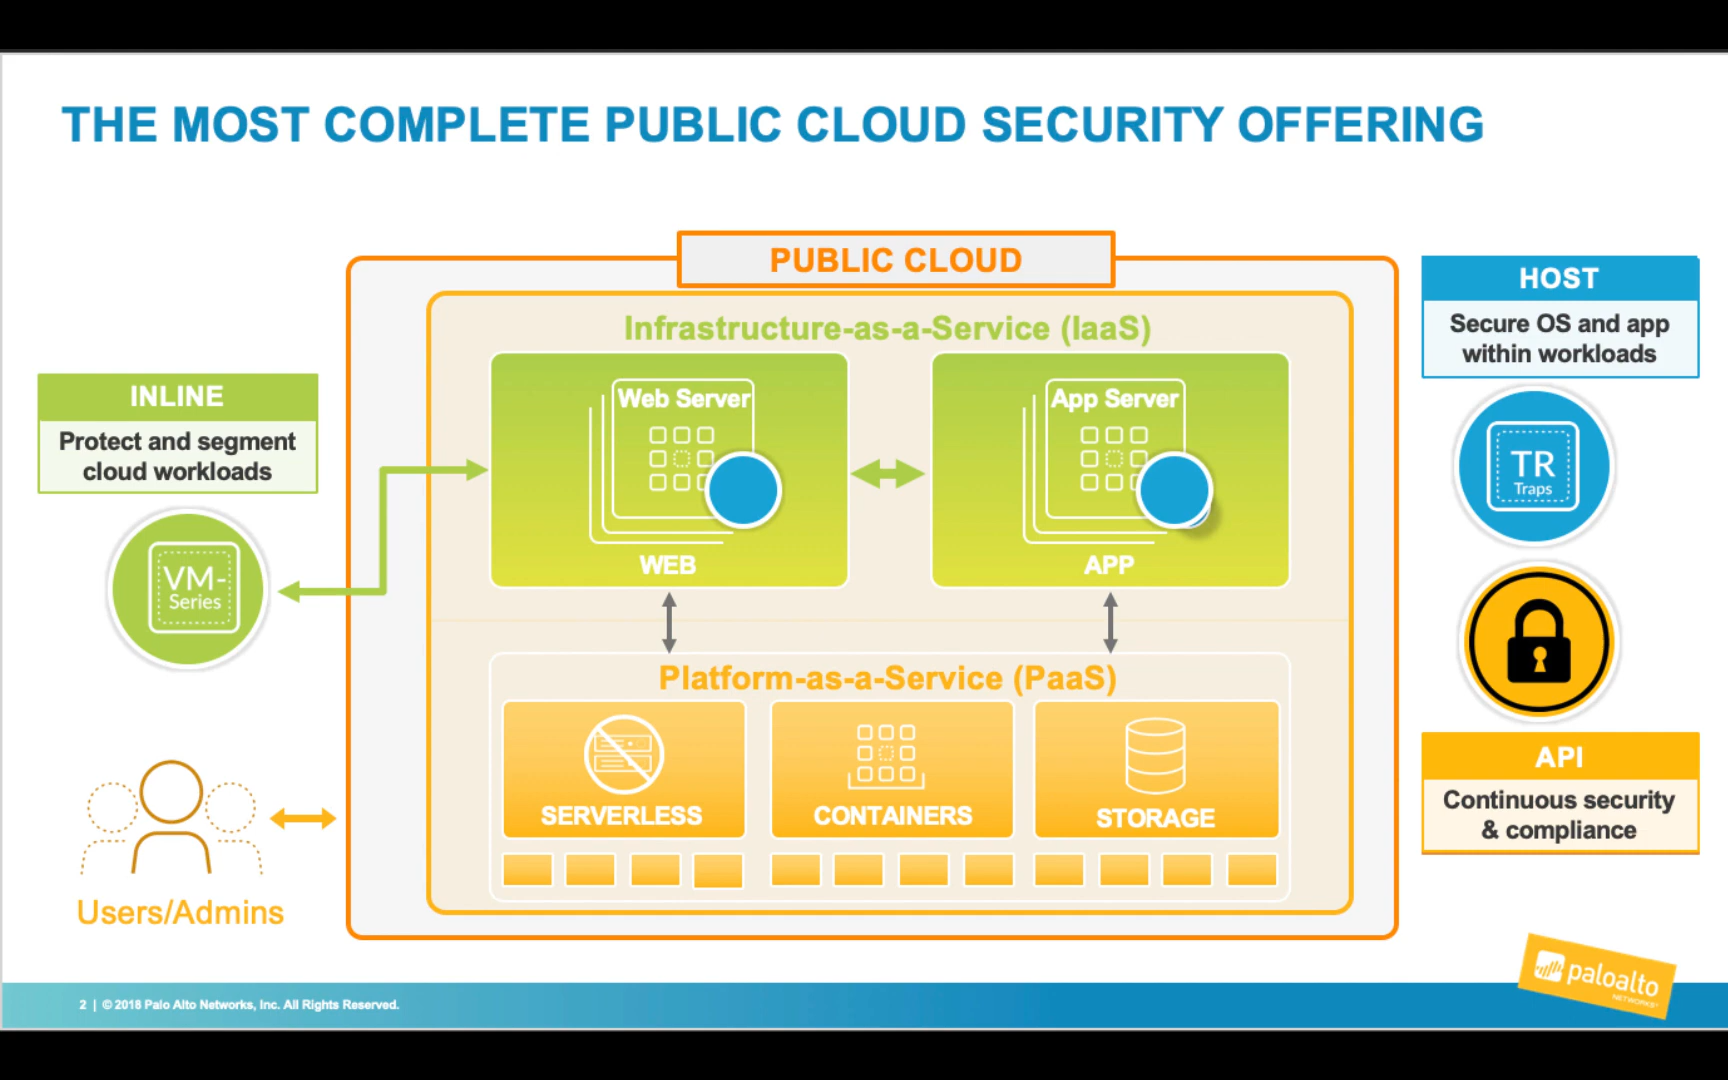 THE MOST COMPLETE PUBLIC CLOUD SECURITY OFFERING
PUBLIC CLOUD
Infrastructure-as-a-Service (IaaS)
INLINE
Protect and segment
cloud workloads
VM-
Series
Web Server
WEB
App Server
APP
HOST
Secure OS and app
within workloads
TR
Traps
Platform-as-a-Service (PaaS)
SERVERLESS
CONTAINERS
STORAGE
API
Continuous security
& compliance
Users/Admins
2 | © 2018 Palo Alto Networks, Inc. All Rights Reserved.
paloalto
NETWORKS